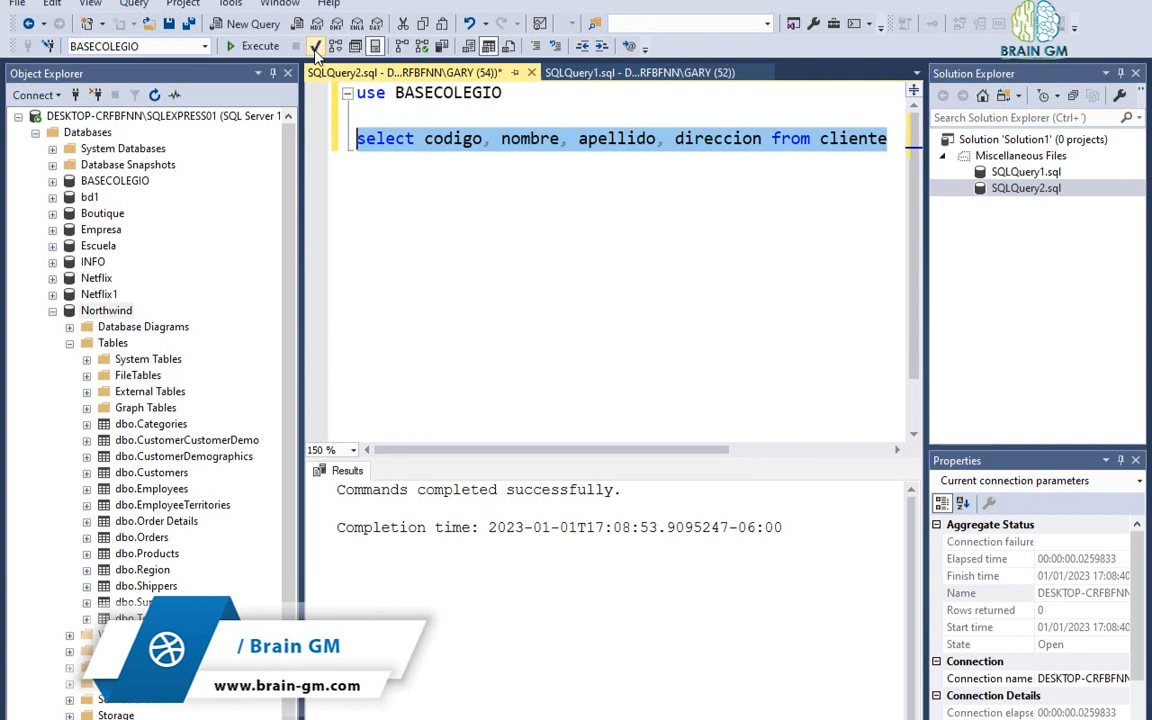 File Edit View Query Project Tools Window Help
New Query
BASECOLEGIO
Execute
BRAIN GM
Object Explorer
Connect
DESKTOP-CRFBFNN\SQLEXPRESS01 (SQL Server 1
Databases
System Databases
Database Snapshots
BASECOLEGIO
bd1
Boutique
Empresa
Escuela
INFO
Netflix
Netflix1
Northwind
Database Diagrams
Tables
System Tables
FileTables
External Tables
Graph Tables
dbo.Categories
dbo.CustomerCustomerDemo
dbo.CustomerDemographics
dbo.Customers
dbo.Employees
dbo.EmployeeTerritories
dbo.Order Details
dbo.Orders
dbo.Products
dbo.Region
dbo.Shippers
Storage
SQLQuery2.sql - D...RFBFNN\GARY (54))*
SQLQuery1.sql - D...RFBFNN\GARY (52))
use BASECOLEGIO
select codigo, nombre, apellido, direccion from cliente
150 %
Results
Commands completed successfully.
Completion time: 2023-01-01T17:08:53.9095247-06:00
Solution Explorer
Search Solution Explorer (Ctrl+;)
Solution 'Solution1' (0 projects)
Miscellaneous Files
SQLQuery1.sql
SQLQuery2.sql
Properties
Current connection parameters
Aggregate Status
Connection failure
Elapsed time 00:00:00.0259833
Finish time 01/01/2023 17:08:40
Name DESKTOP-CRFBFNN
Rows returned 0
Start time 01/01/2023 17:08:40
State Open
Connection
Connection name DESKTOP-CRFBFNN
Connection Details
Connection elapse 00:00:00.0259833
/ Brain GM
www.brain-gm.com